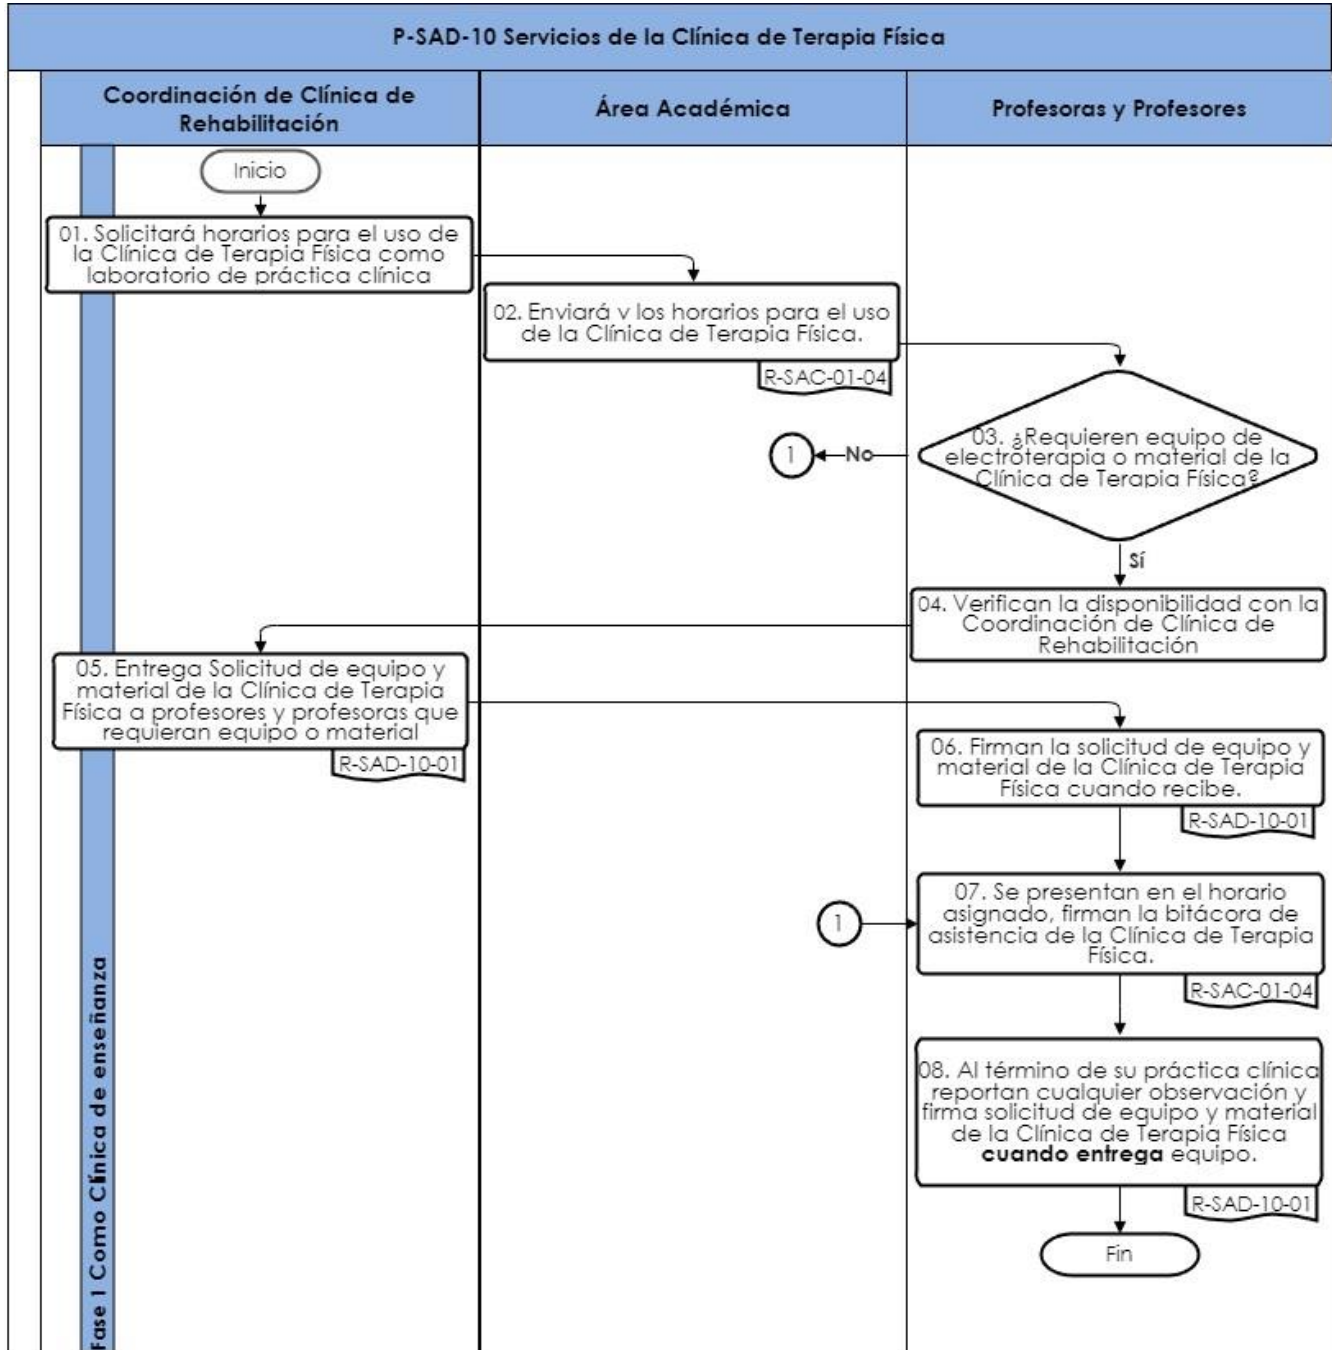 P-SAD-10 Servicios de la Clínica de Terapia Física
Coordinación de Clínica de
Rehabilitación
Área Académica
Profesoras y Profesores
Inicio
01. Solicitará horarios para el uso de
la Clínica de Terapia Física como
laboratorio de práctica clínica
02. Enviará v los horarios para el uso
de la Clínica de Terapia Física.
R-SAC-01-04
03. ¿Requieren equipo de
electroterapia o material de la
Clínica de Terapia Física?
No
1
Sí
04. Verifican la disponibilidad con la
Coordinación de Clínica de
Rehabilitación
05. Entrega Solicitud de equipo y
material de la Clínica de Terapia
Física a profesores y profesoras que
requieran equipo o material
R-SAD-10-01
06. Firman la solicitud de equipo y
material de la Clínica de Terapia
Física cuando recibe.
R-SAD-10-01
1
07. Se presentan en el horario
asignado, firman la bitácora de
asistencia de la Clínica de Terapia
Física.
R-SAC-01-04
08. Al término de su práctica clínica
reportan cualquier observación y
firma solicitud de equipo y material
de la Clínica de Terapia Física
cuando entrega equipo.
R-SAD-10-01
Fin
Fase 1 Como Clínica de enseñanza